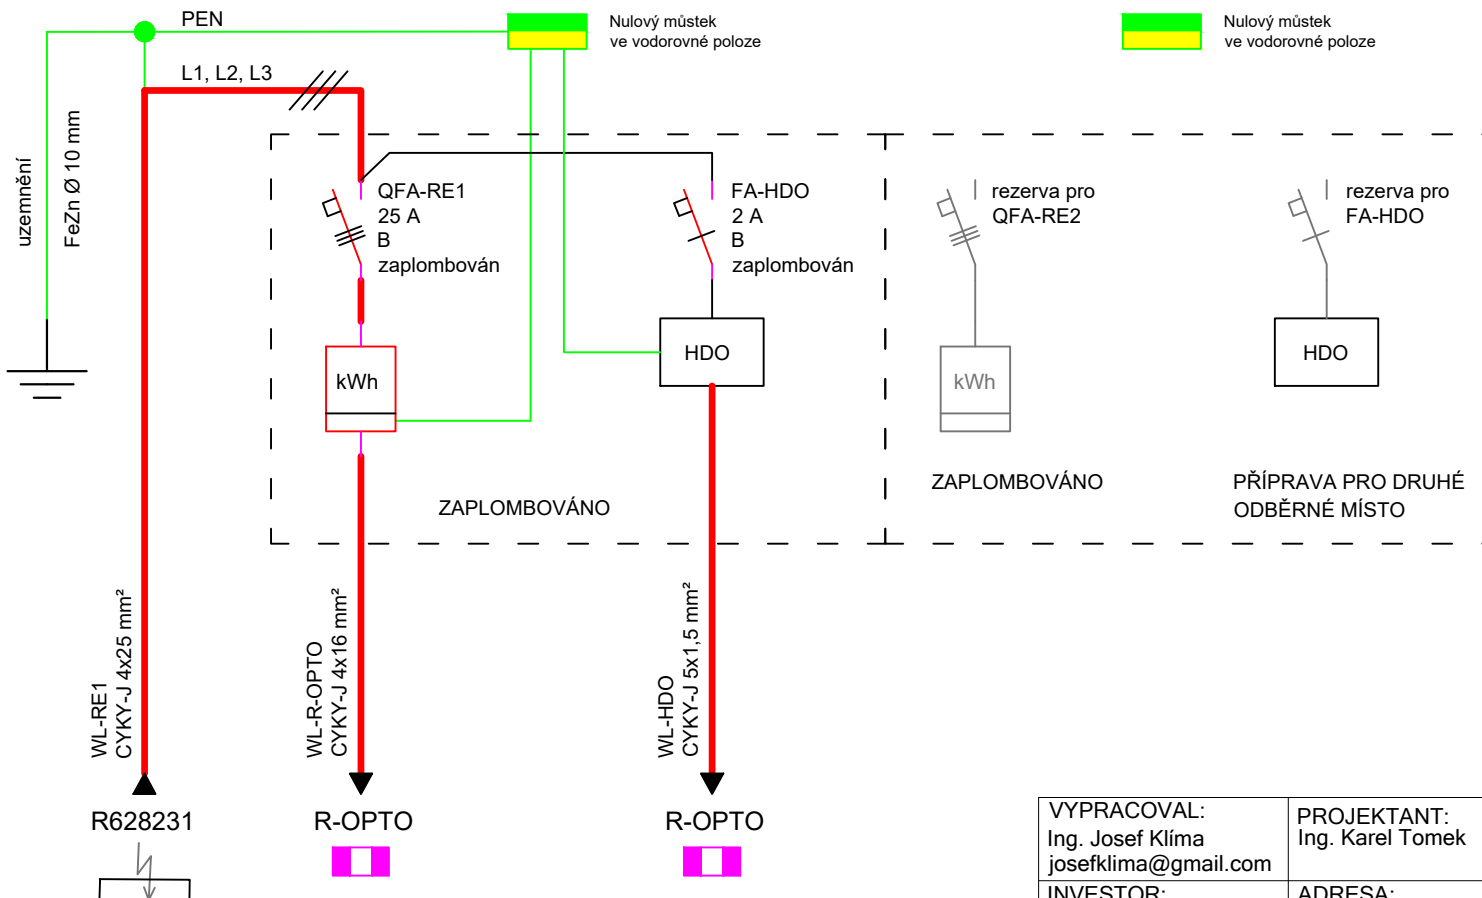 PEN
Nulový můstek
ve vodorovné poloze
Nulový můstek
ve vodorovné poloze
L1, L2, L3
uzemnění
FeZn Ø 10 mm
QFA-RE1
25 A
B
zaplombován
FA-HDO
2 A
B
zaplombován
rezerva pro
QFA-RE2
rezerva pro
FA-HDO
kWh
HDO
kWh
HDO
ZAPLOMBOVÁNO
ZAPLOMBOVÁNO
PŘÍPRAVA PRO DRUHÉ
ODBĚRNÉ MÍSTO
WL-RE1
CYKY-J 4x25 mm²
WL-R-OPTO
CYKY-J 4x16 mm²
WL-HDO
CYKY-J 5x1,5 mm²
R628231
R-OPTO
R-OPTO
VYPRACOVAL:
Ing. Josef Klíma
josefklima@gmail.com
PROJEKTANT:
Ing. Karel Tomek
INVESTOR:
ADRESA: